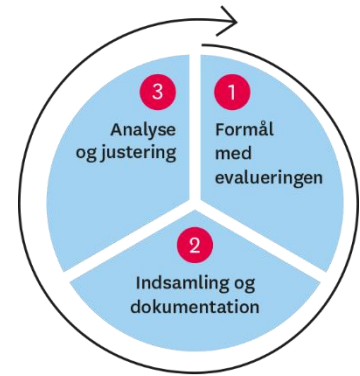 1
Formål
med
evalueringen
2
Indsamling og
dokumentation
3
Analyse
og justering